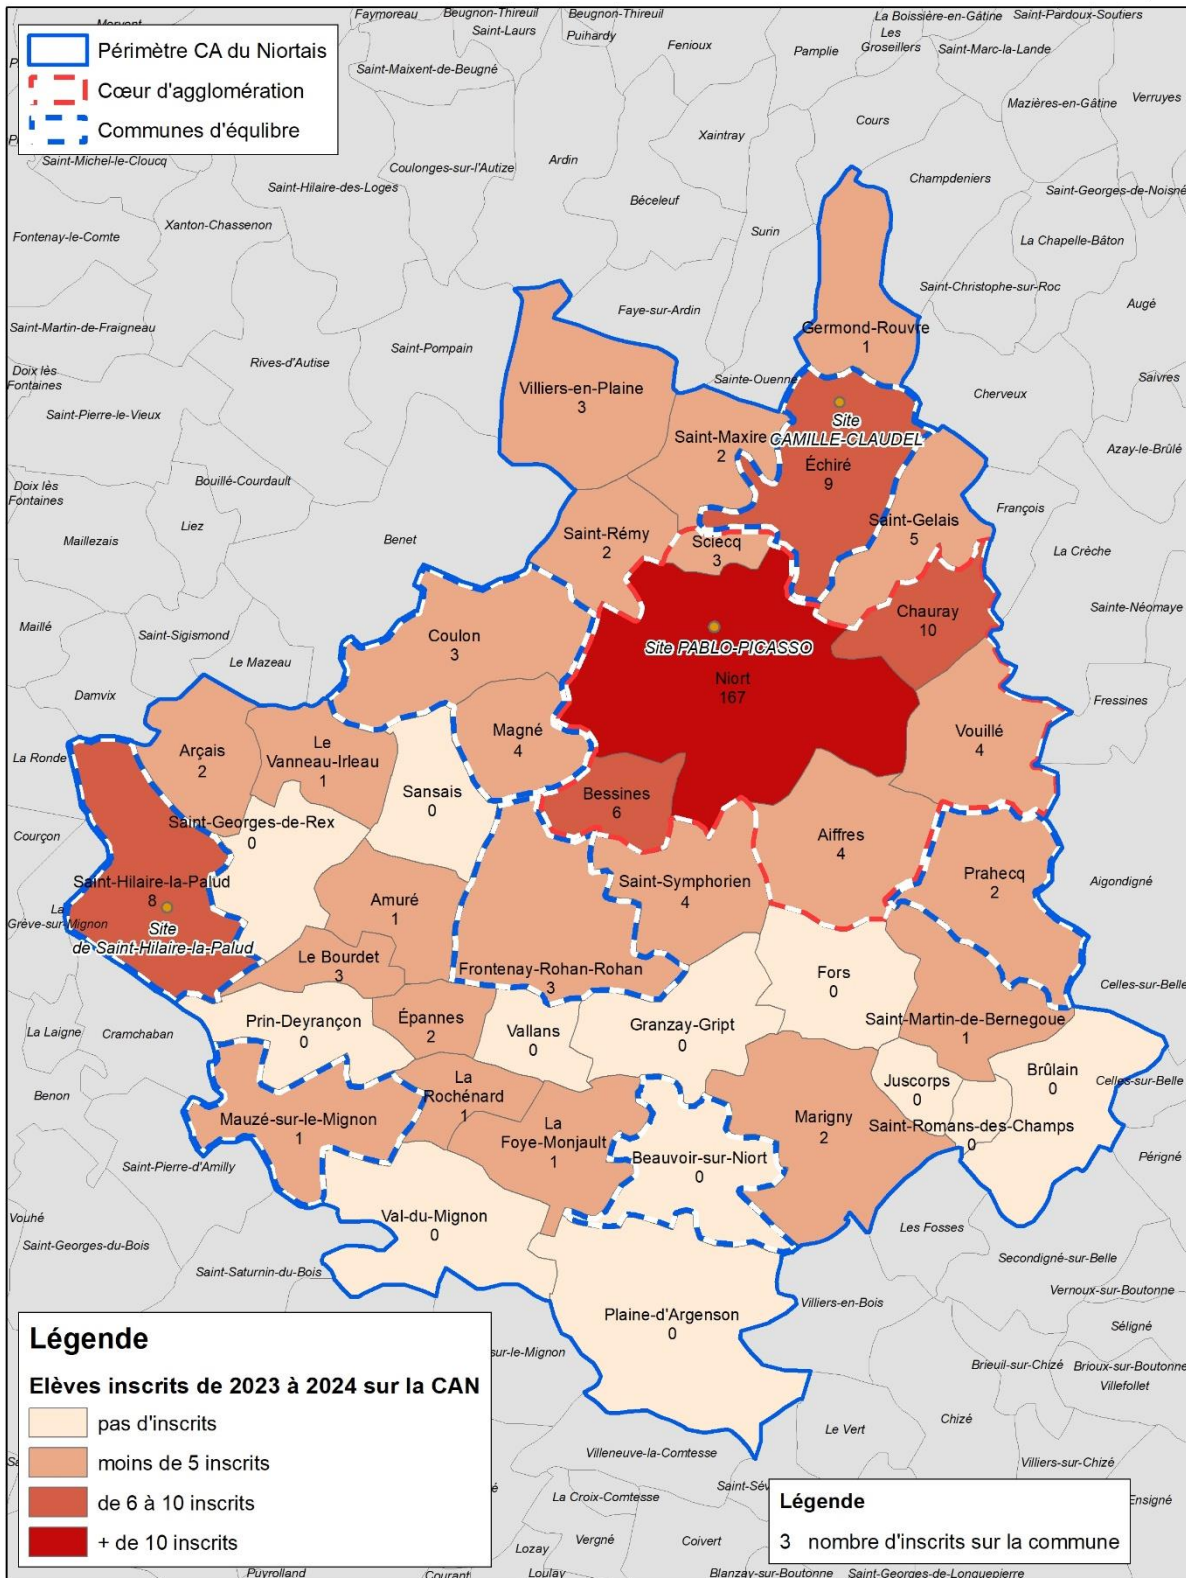 Faymoreau
Beugnon-Thireuil
Beugnon-Thireuil
La Boissière-en-Gâtine
Saint-Pardoux-Soutiers
Saint-Laurs
Puihardy
Les
Groseillers
Fenioux
Pamplie
Saint-Marc-la-Lande
Périmètre CA du Niortais
Cœur d'agglomération
Communes d'équlibre
Saint-Maixent-de-Beugné
Verruyes
Mazières-en-Gâtine
Cours
Xaintray
Saint-Michel-le-Cloucq
Coulonges-sur-l'Autize
Ardin
Champdeniers
Saint-Hilaire-des-Loges
Saint-Georges-de-Noisné
Béceleuf
Xanton-Chassenon
Surin
Fontenay-le-Comte
La Chapelle-Bâton
Saint-Christophe-sur-Roc
Augé
Faye-sur-Ardin
Saint-Martin-de-Fraigneau
Germond-Rouvre
1
Saint-Pompain
Rives-d'Autise
Doix lès
Fontaines
Sainte-Ouenne
Saivres
Villiers-en-Plaine
3
Cherveux
Saint-Pierre-le-Vieux
Site
CAMILLE-CLAUDEL
Saint-Maxire
2
Azay-le-Brûlé
Échiré
9
Bouillé-Courdault
Doix lès
Fontaines
François
Liez
Saint-Gelais
5
Maillezais
Benet
Saint-Rémy
2
Sciecq
3
La Crèche
Sainte-Néomaye
Chauray
10
Maillé
Saint-Sigismond
Coulon
3
Site PABLO-PICASSO
Le Mazeau
Niort
167
Damvix
Fressines
Magné
4
Vouillé
4
Arçais
2
Le
Vanneau-Irleau
1
La Ronde
Sansais
0
Bessines
6
Saint-Georges-de-Rex
0
Courçon
Aiffres
4
Prahecq
2
Saint-Hilaire-la-Palud
8
Saint-Symphorien
4
Aigondigné
Amuré
1
La
Grève-sur-Mignon
Site
de Saint-Hilaire-la-Palud
Le Bourdet
3
Frontenay-Rohan-Rohan
3
Fors
0
Celles-sur-Belle
Prin-Deyrançon
0
Épannes
2
Vallans
0
Granzay-Gript
0
Saint-Martin-de-Bernegoue
1
La Laigne
Cramchaban
Brûlain
0
Juscorps
0
Celles-sur-Belle
La
Rochénard
1
Benon
Mauzé-sur-le-Mignon
1
La
Foye-Monjault
1
Marigny
2
Saint-Romans-des-Champs
0
Beauvoir-sur-Niort
0
Périgné
Saint-Pierre-d'Amilly
Val-du-Mignon
0
Vouhé
Les Fosses
Saint-Georges-du-Bois
Secondigné-sur-Belle
Saint-Saturnin-du-Bois
Vernoux-sur-Boutonne
Villiers-en-Bois
Plaine-d'Argenson
0
Séligné
sur-le-Mignon
Brieuil-sur-Chizé
Brioux-sur-Boutonne
Villefollet
Légende
Elèves inscrits de 2023 à 2024 sur la CAN
pas d'inscrits
moins de 5 inscrits
de 6 à 10 inscrits
+ de 10 inscrits
Chizé
Le Vert
Villeneuve-la-Comtesse
Villiers-sur-Chizé
Saint-Sév
La Croix-Comtesse
Ensigné
Légende
3 nombre d'inscrits sur la commune
Vergné
Coivert
Lozay
Loulay
Puyrolland
Courant
Blanzay-sur-Boutonne
Saint-Georges-de-Longuepierre